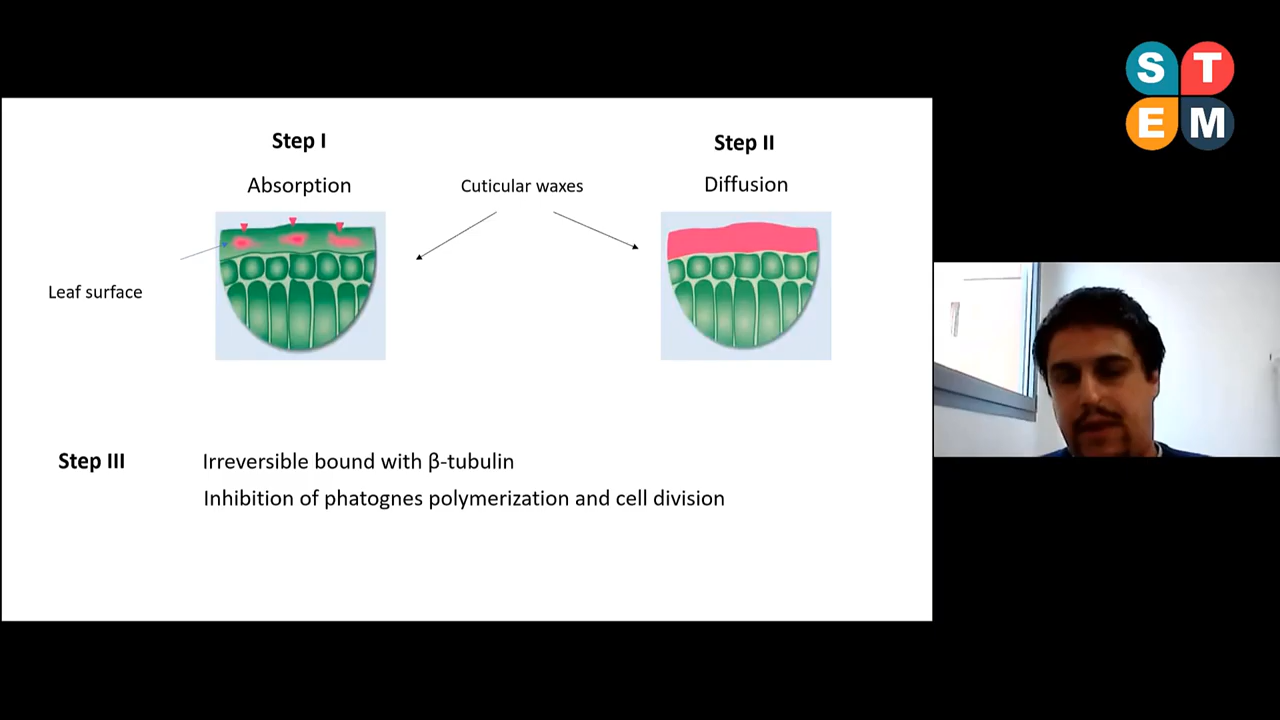 S T
E M
Step I
Step II
Absorption
Cuticular waxes
Diffusion
Leaf surface
Step III
Irreversible bound with β-tubulin
Inhibition of phatognes polymerization and cell division